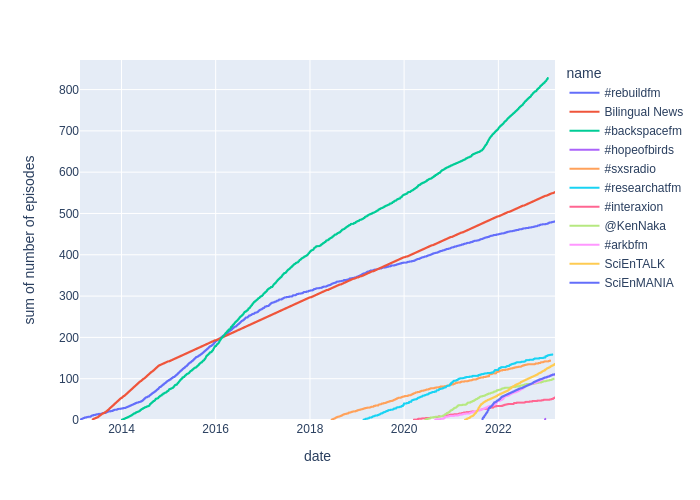 800
700
600
500
400
300
200
100
0
sum of number of episodes
2014
2016
2018
2020
2022
date
name
#rebuildfm
Bilingual News
#backspacefm
#hopeofbirds
#sxsradio
#researchatfm
#interaxion
@KenNaka
#arkbfm
SciEnTALK
SciEnMANIA